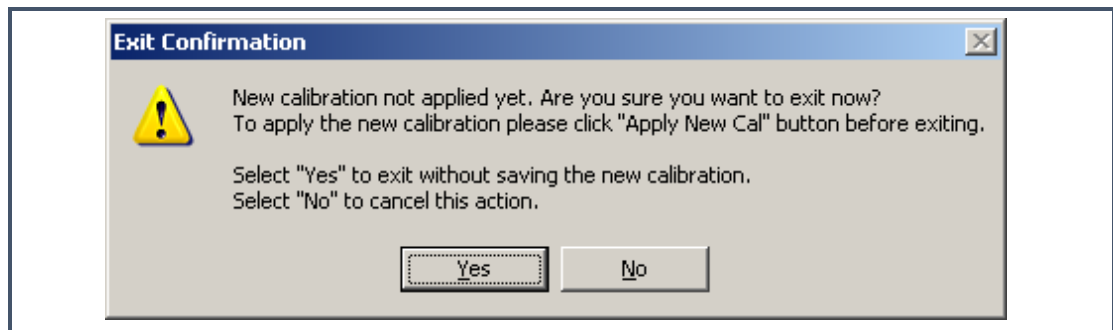 Exit Confirmation
New calibration not applied yet. Are you sure you want to exit now?
To apply the new calibration please click "Apply New Cal" button before exiting.
Select "Yes" to exit without saving the new calibration.
Select "No" to cancel this action.
Yes
No